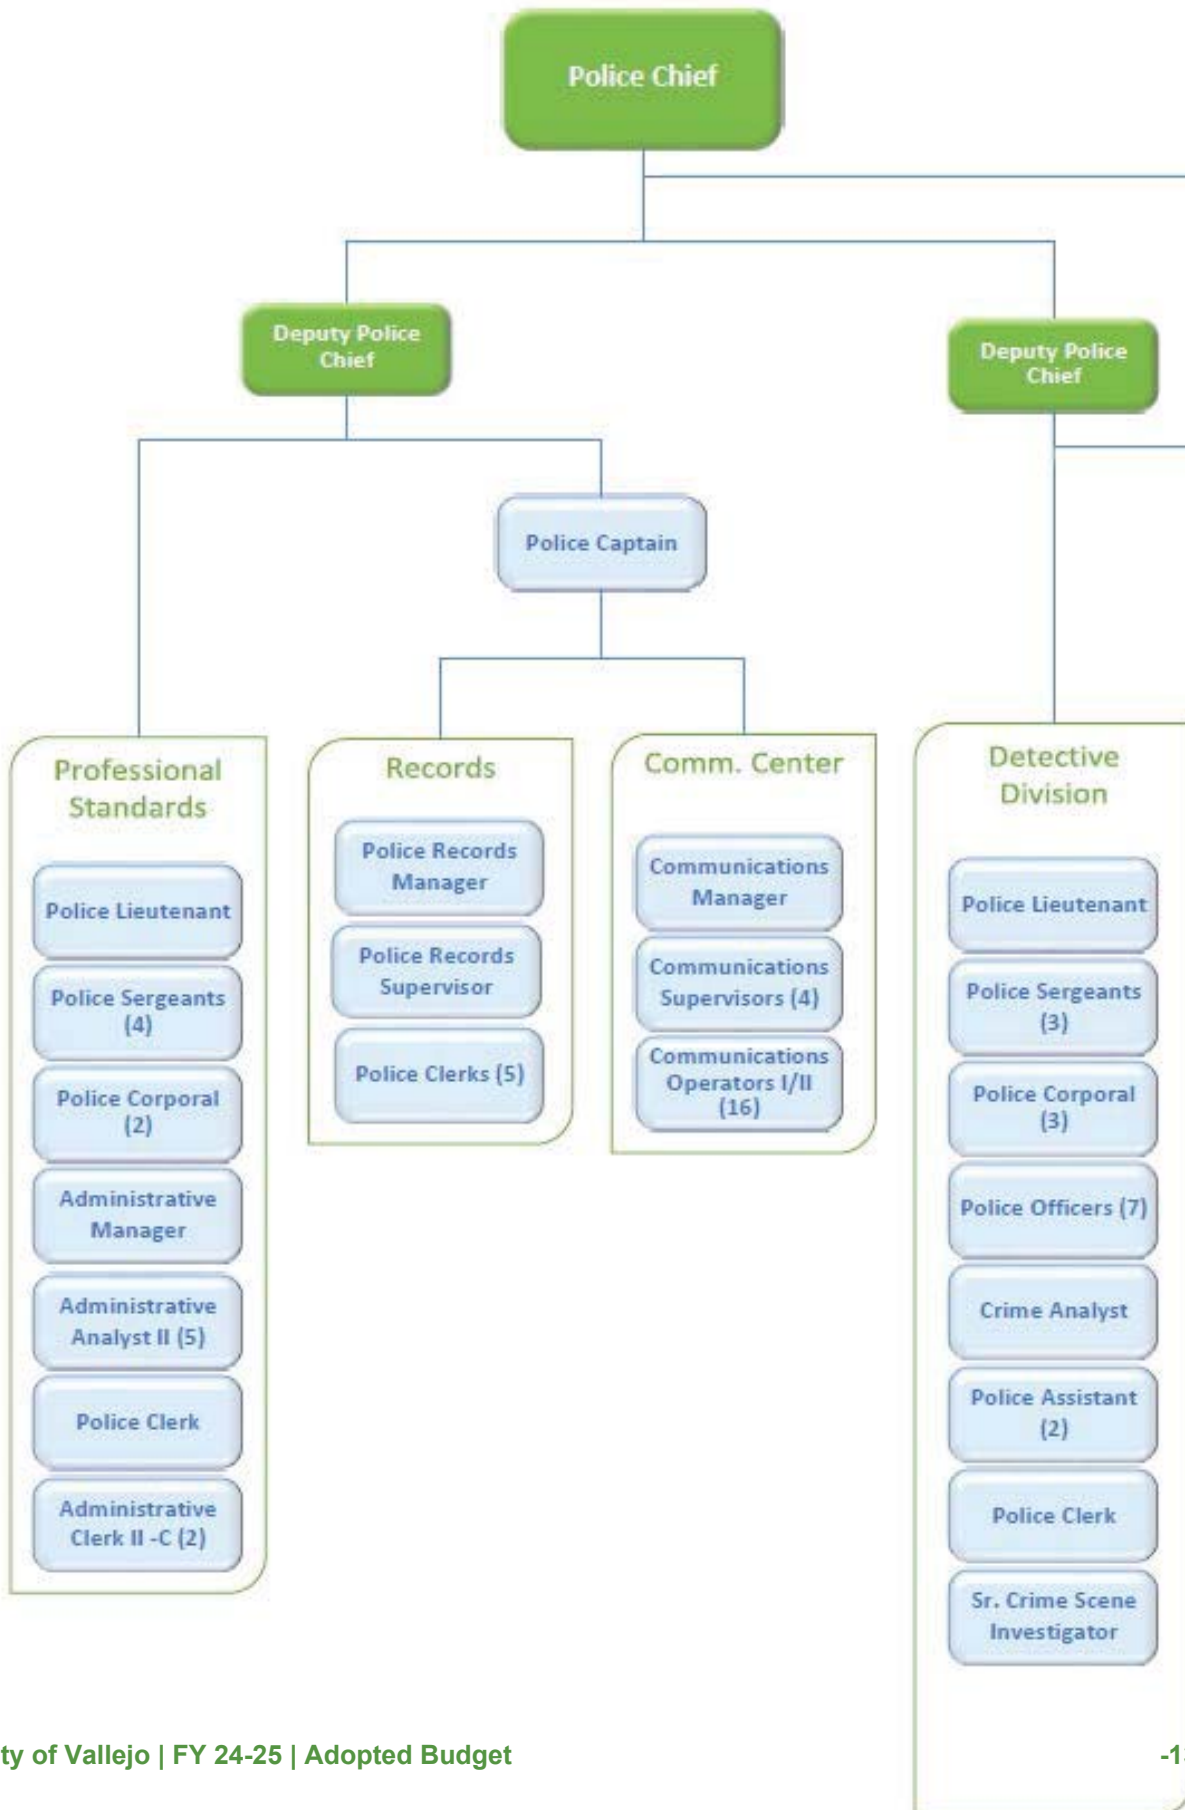 Police Chief
Deputy Police
Chief
Deputy Police
Chief
Police Captain
Professional
Standards
Police Lieutenant
Police Sergeants
(4)
Police Corporal
(2)
Administrative
Manager
Administrative
Analyst II (5)
Police Clerk
Administrative
Clerk II -C (2)
Records
Police Records
Manager
Police Records
Supervisor
Police Clerks (5)
Comm. Center
Communications
Manager
Communications
Supervisors (4)
Communications
Operators I/II
(16)
Detective
Division
Police Lieutenant
Police Sergeants
(3)
Police Corporal
(3)
Police Officers (7)
Crime Analyst
Police Assistant
(2)
Police Clerk
Sr. Crime Scene
Investigator
ty of Vallejo | FY 24-25 | Adopted Budget